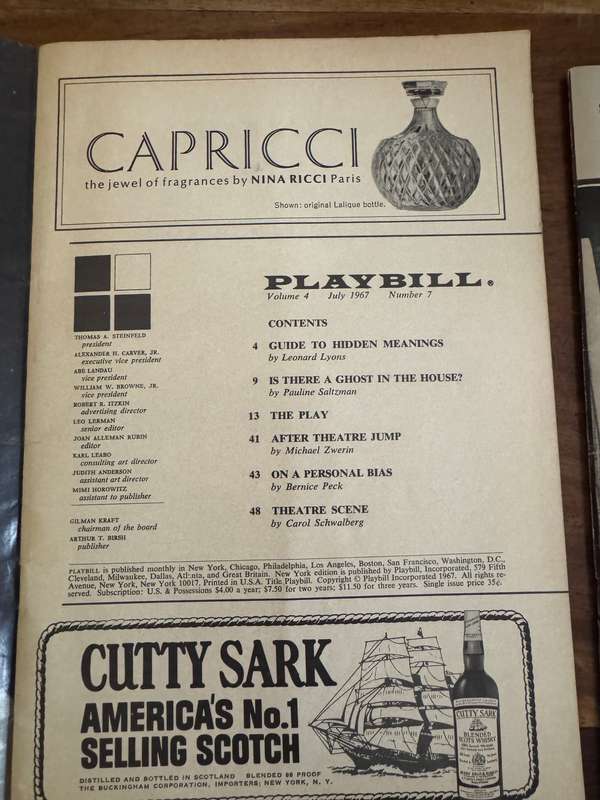 CAPRICCI
the jewel of fragrances by NINA RICCI Paris
Shown: original Lalique bottle.
THOMAS A. STEINFELD
president
ALEXANDER H. CARVER, JR.
executive vice president
ABE LANDAU
vice president
WILLIAM W. BROWNE, JR.
vice president
ROBERT R. ITZKIN
advertising director
LEO LERMAN
senior editor
JOAN ALLEMAN RUBIN
editor
KARL LEABO
consulting art director
JUDITH ANDERSON
assistant art director
MIMI HOROWITZ
assistant to publisher
GILMAN KRAFT
chairman of the board
ARTHUR T. BIRSH
publisher
PLAYBILL®
Volume 4 July 1967 Number 7
CONTENTS
4 GUIDE TO HIDDEN MEANINGS
by Leonard Lyons
9 IS THERE A GHOST IN THE HOUSE?
by Pauline Saltzman
13 THE PLAY
41 AFTER THEATRE JUMP
by Michael Zwerin
43 ON A PERSONAL BIAS
by Bernice Peck
48 THEATRE SCENE
by Carol Schwalberg
PLAYBILL is published monthly in New York, Chicago, Philadelphia, Los Angeles, Boston, San Francisco, Washington, D.C.,
Cleveland, Milwaukee, Dallas, Atlanta, and Great Britain. New York edition is published by Playbill, Incorporated, 579 Fifth
Avenue, New York, New York 10017. Printed in U.S.A. Title Playbill. Copyright © Playbill Incorporated 1967. All rights re-
served. Subscription: U.S. & Possessions $4.00 a year; $7.50 for two years; $11.50 for three years. Single issue price 35¢.
CUTTY SARK
AMERICA'S No.1
SELLING SCOTCH
DISTILLED AND BOTTLED IN SCOTLAND BLENDED 86 PROOF
THE BUCKINGHAM CORPORATION, IMPORTERS; NEW YORK, N. Y.
CUTTY SARK
BLENDED
SCOTS WHISKY